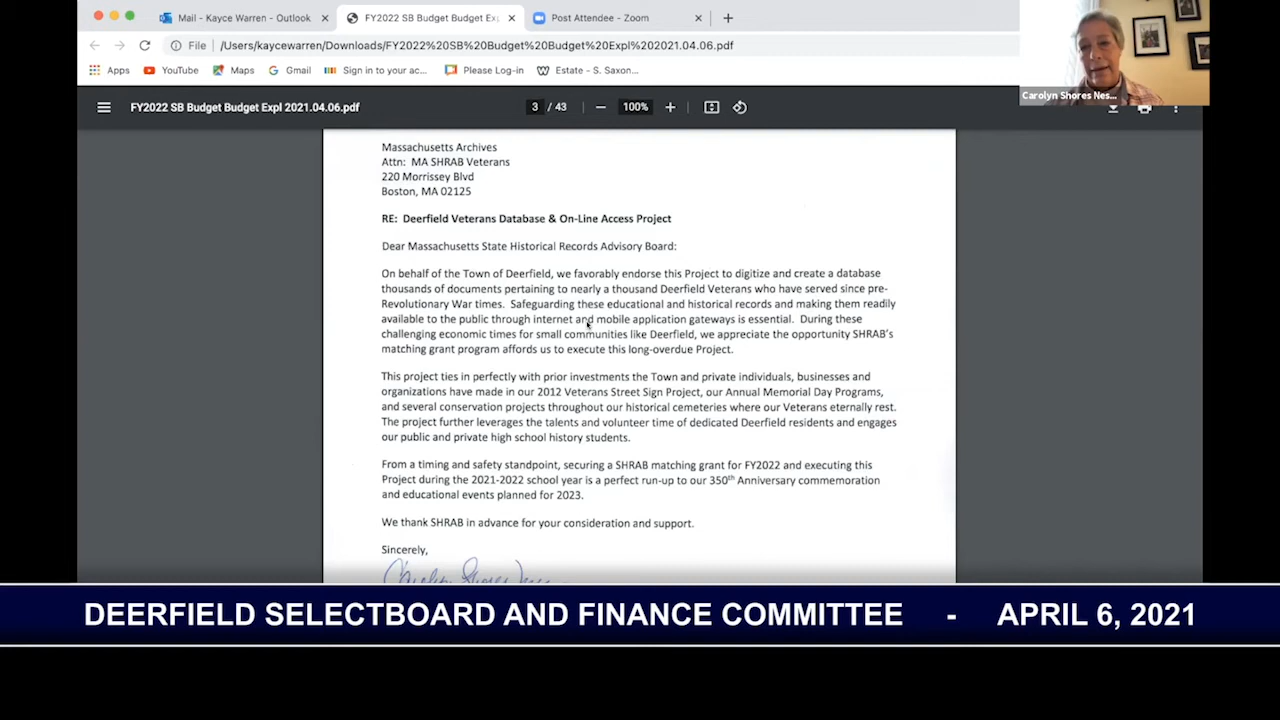 Mail - Kayce Warren - Outlook
FY2022 SB Budget Budget Exp
Post Attendee - Zoom
File
/Users/kaycewarren/Downloads/FY2022%20SB%20Budget%20Budget%20Expl%202021.04.06.pdf
Apps
YouTube
Maps
Gmail
Sign in to your ac...
Please Log-in
Estate - S. Saxon...
Carolyn Shores Nes...
FY2022 SB Budget Budget Expl 2021.04.06.pdf
3 / 43
100%
Massachusetts Archives
Attn: MA SHRAB Veterans
220 Morrissey Blvd
Boston, MA 02125
RE: Deerfield Veterans Database & On-Line Access Project
Dear Massachusetts State Historical Records Advisory Board:
On behalf of the Town of Deerfield, we favorably endorse this Project to digitize and create a database
thousands of documents pertaining to nearly a thousand Deerfield Veterans who have served since pre-
Revolutionary War times. Safeguarding these educational and historical records and making them readily
available to the public through internet and mobile application gateways is essential. During these
challenging economic times for small communities like Deerfield, we appreciate the opportunity SHRAB's
matching grant program affords us to execute this long-overdue Project.
This project ties in perfectly with prior investments the Town and private individuals, businesses and
organizations have made in our 2012 Veterans Street Sign Project, our Annual Memorial Day Programs,
and several conservation projects throughout our historical cemeteries where our Veterans eternally rest.
The project further leverages the talents and volunteer time of dedicated Deerfield residents and engages
our public and private high school history students.
From a timing and safety standpoint, securing a SHRAB matching grant for FY2022 and executing this
Project during the 2021-2022 school year is a perfect run-up to our 350th Anniversary commemoration
and educational events planned for 2023.
We thank SHRAB in advance for your consideration and support.
Sincerely,
DEERFIELD SELECTBOARD AND FINANCE COMMITTEE - APRIL 6, 2021